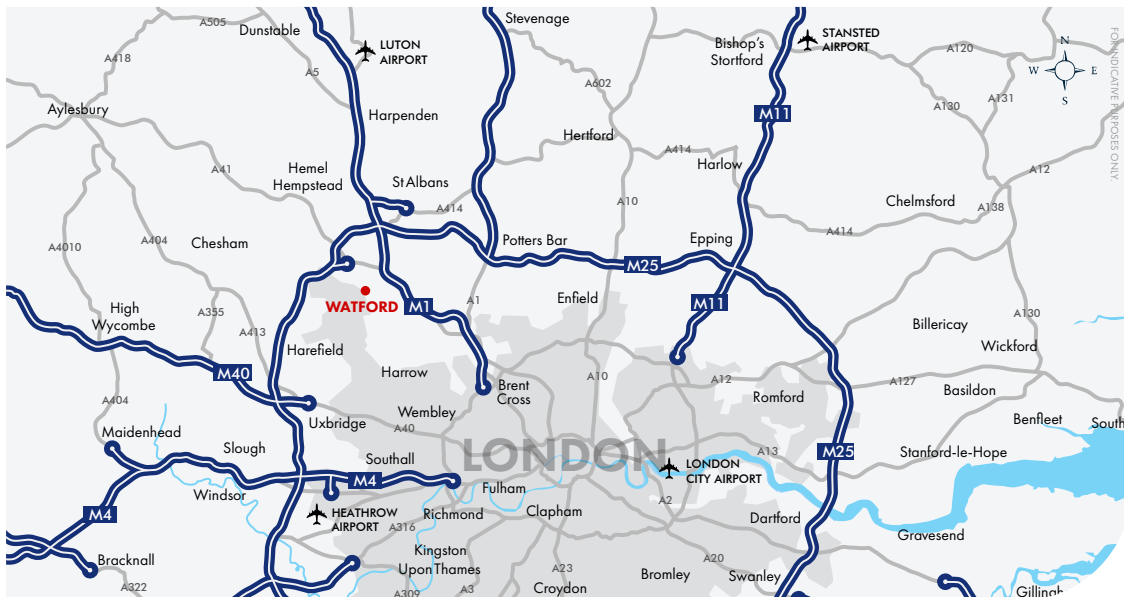 Stevenage
A505
Dunstable
LUTON
AIRPORT
Bishop's
Stortford
STANSTED
AIRPORT
A120
N
W
E
S
FOR INDICATIVE PURPOSES ONLY.
A418
A5
A602
A130
A131
Aylesbury
Harpenden
M11
Hertford
A414
Harlow
A12
A41
Hemel
Hempstead
St Albans
A414
A10
Chelmsford
A138
A4010
A404
Chesham
Potters Bar
Epping
A414
M25
WATFORD
M1
A1
Enfield
M11
High
Wycombe
A355
A413
A130
Billericay
Wickford
Harefield
M40
Harrow
Brent
Cross
A10
A12
Romford
A127
Basildon
A404
Uxbridge
Wembley
A40
Benfleet
South
Maidenhead
Slough
Southall
LONDON
A13
M25
Stanford-le-Hope
LONDON
CITY AIRPORT
M4
Windsor
Fulham
A2
M4
HEATHROW
AIRPORT
A316
Richmond
Clapham
Dartford
Gravesend
Bracknall
Kingston
Upon Thames
A23
A20
A322
A309
A3
Croydon
Bromley
Swanley
Gillingh